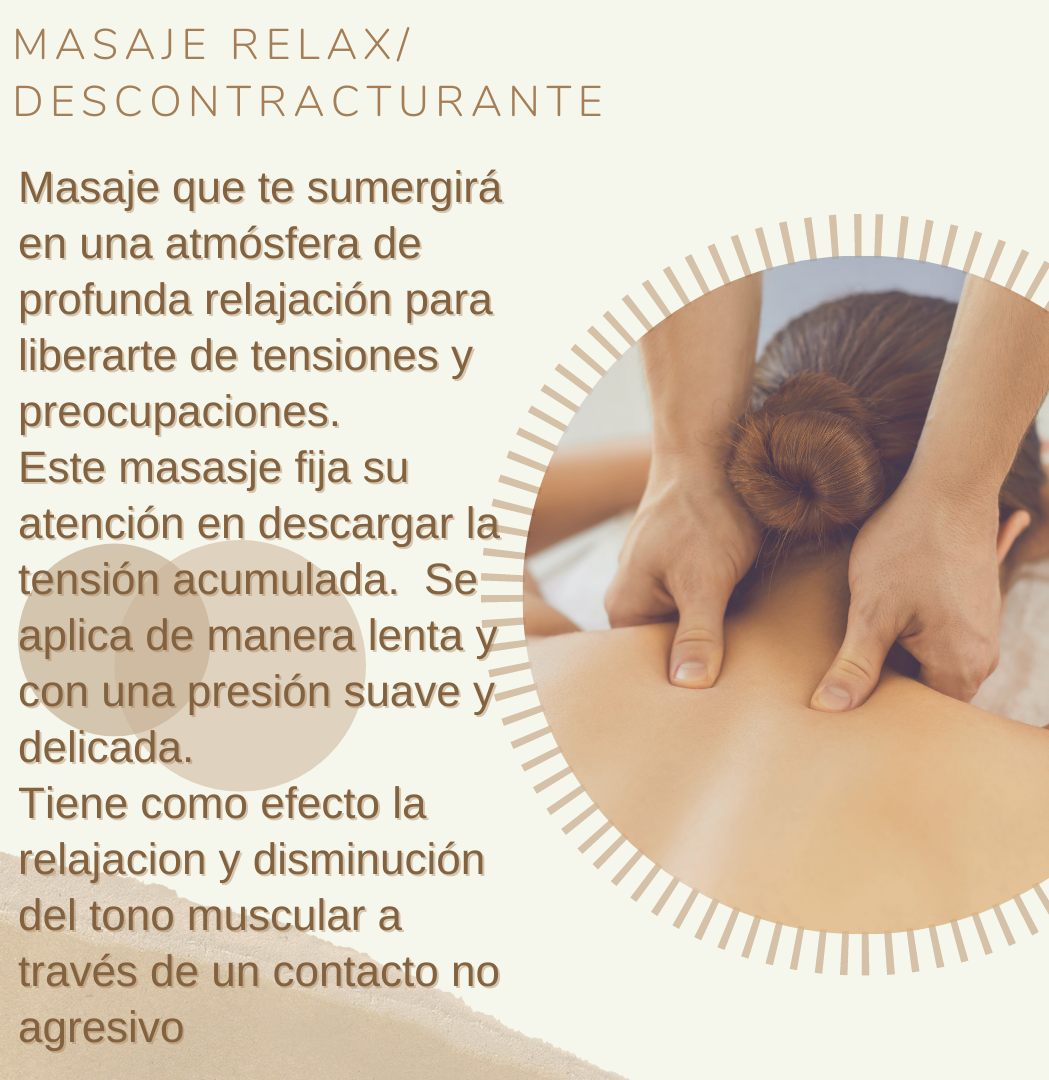 MASAJE RELAX/
DESCONTRACTURANTE
Masaje que te sumergirá
en una atmósfera de
profunda relajación para
liberarte de tensiones y
preocupaciones.
Este masasje fija su
atención en descargar la
tensión acumulada.  Se
aplica de manera lenta y
con una presión suave y
delicada.
Tiene como efecto la
relajacion y disminución
del tono muscular a
través de un contacto no
agresivo